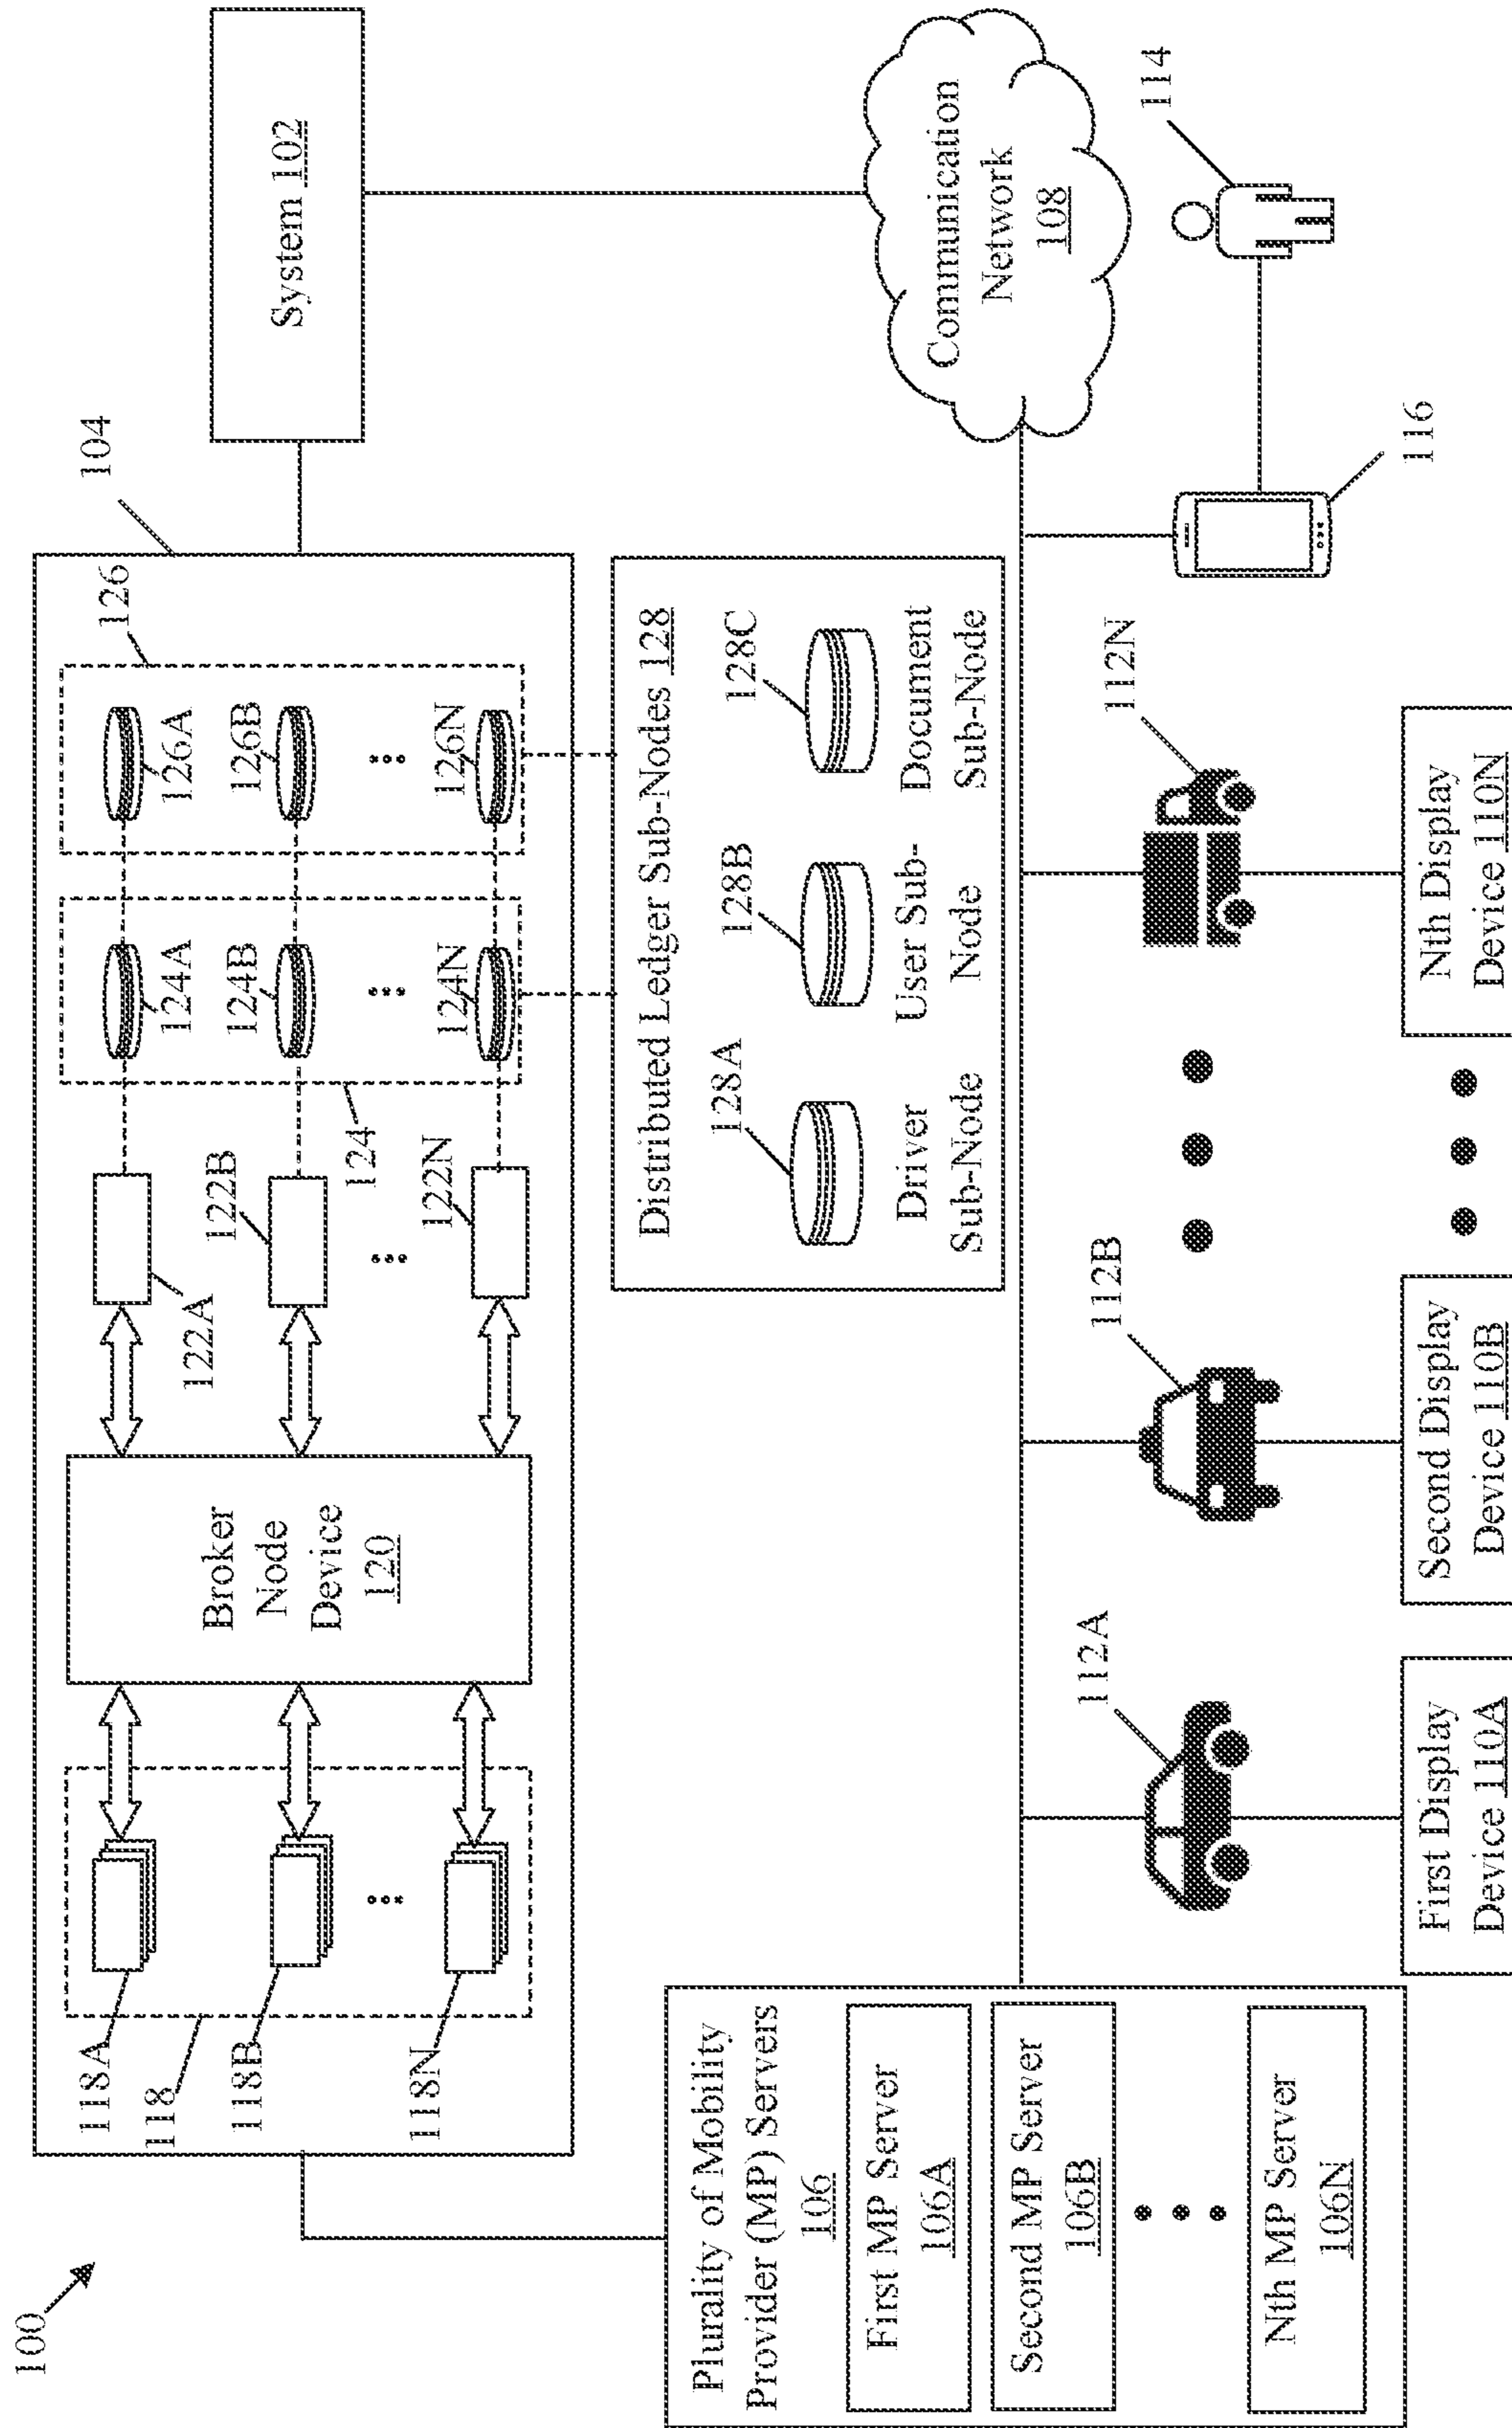 100
104
118A
118
118B
118N
Broker
Node
Device
120
122A
122B
122N
124
124A
124B
124N
126
126A
126B
126N
System 102
Plurality of Mobility
Provider (MP) Servers
106
First MP Server
106A
Second MP Server
106B
Nth MP Server
106N
Distributed Ledger Sub-Nodes 128
128A
Driver
Sub-Node
128B
User Sub-
Node
128C
Document
Sub-Node
Communication
Network
108
112A
112B
112N
114
116
First Display
Device 110A
Second Display
Device 110B
Nth Display
Device 110N